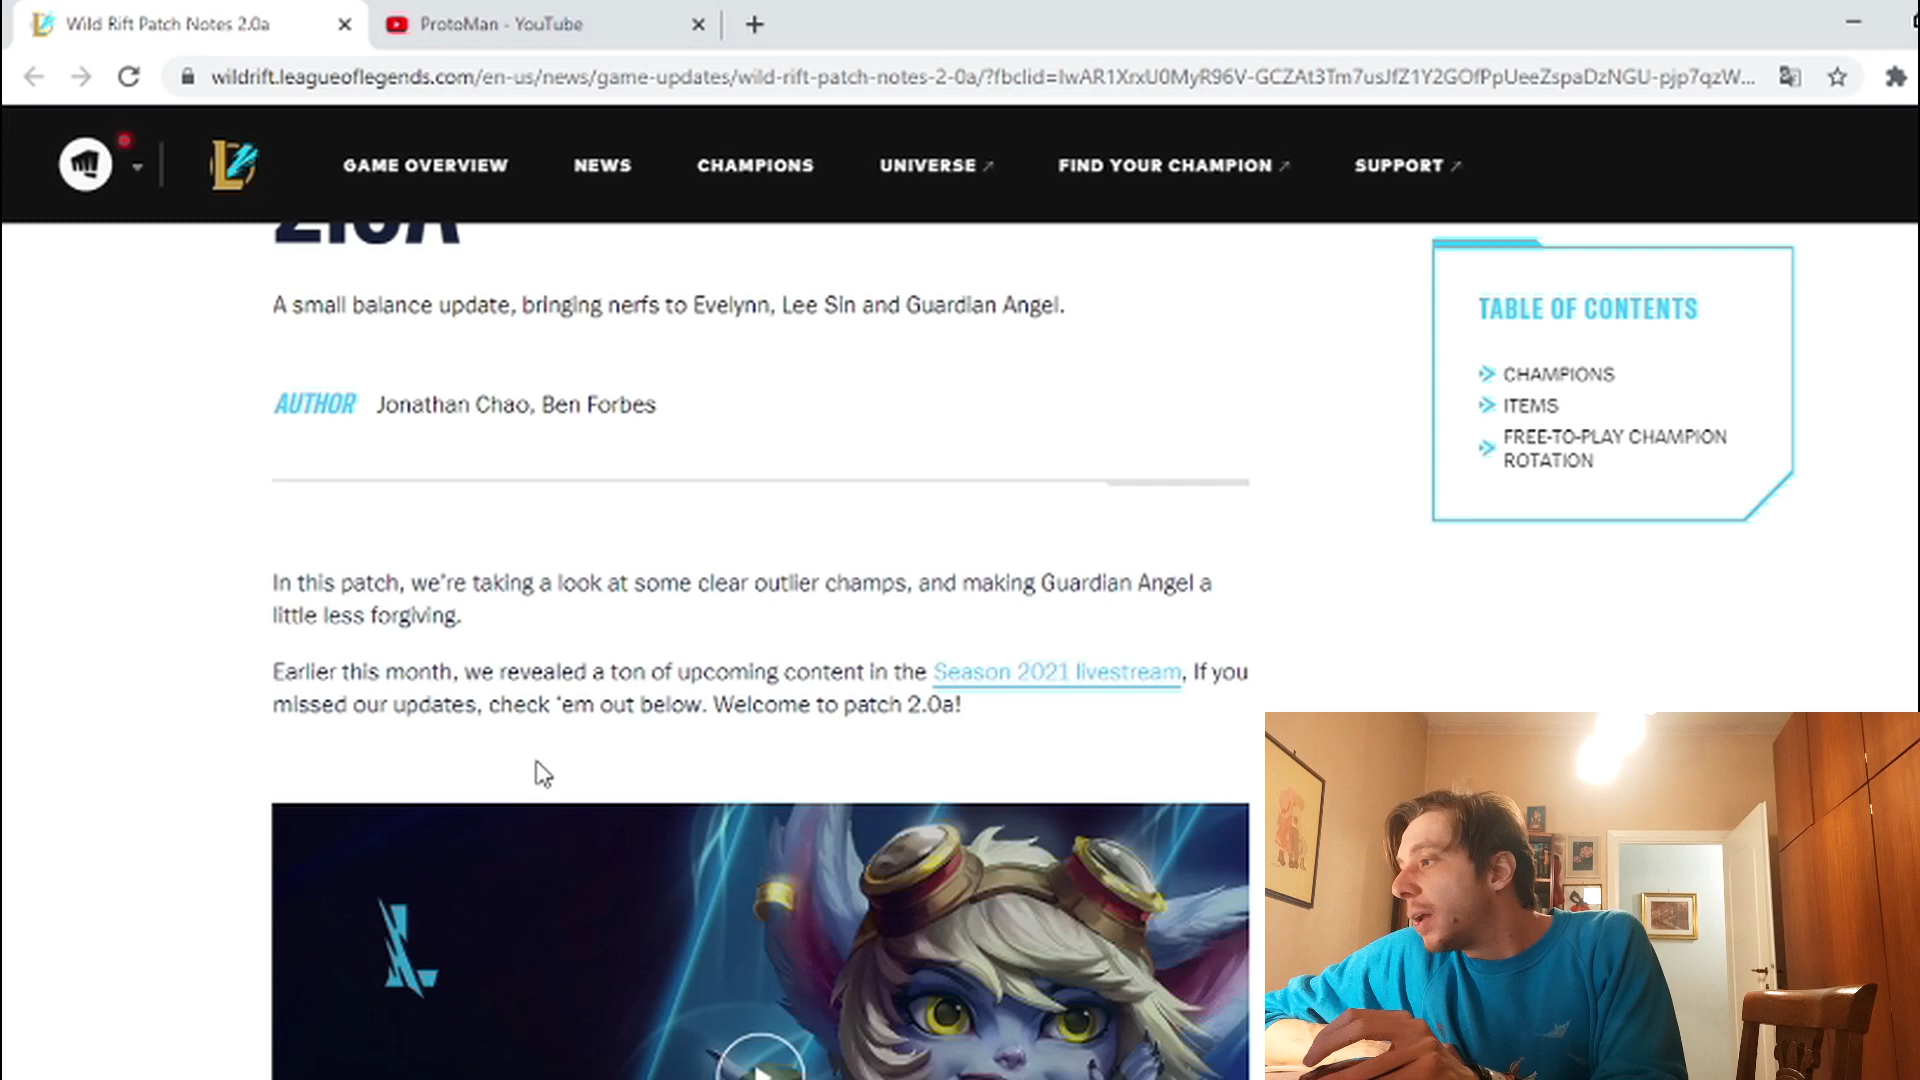 Wild Rift Patch Notes 2.0a
ProtoMan - YouTube
wildrift.leagueoflegends.com/en-us/news/game-updates/wild-rift-patch-notes-2-0a/?fbclid=IwAR1XrxU0MyR96V-GCZAt3Tm7usJfZ1Y2GOfPpUeeZspaDzNGU-pjp7qzW...
GAME OVERVIEW
NEWS
CHAMPIONS
UNIVERSE
FIND YOUR CHAMPION
SUPPORT
2.0A
A small balance update, bringing nerfs to Evelynn, Lee Sin and Guardian Angel.
AUTHOR Jonathan Chao, Ben Forbes
TABLE OF CONTENTS
CHAMPIONS
ITEMS
FREE-TO-PLAY CHAMPION
ROTATION
In this patch, we're taking a look at some clear outlier champs, and making Guardian Angel a
little less forgiving.
Earlier this month, we revealed a ton of upcoming content in the Season 2021 livestream, If you
missed our updates, check 'em out below. Welcome to patch 2.0a!